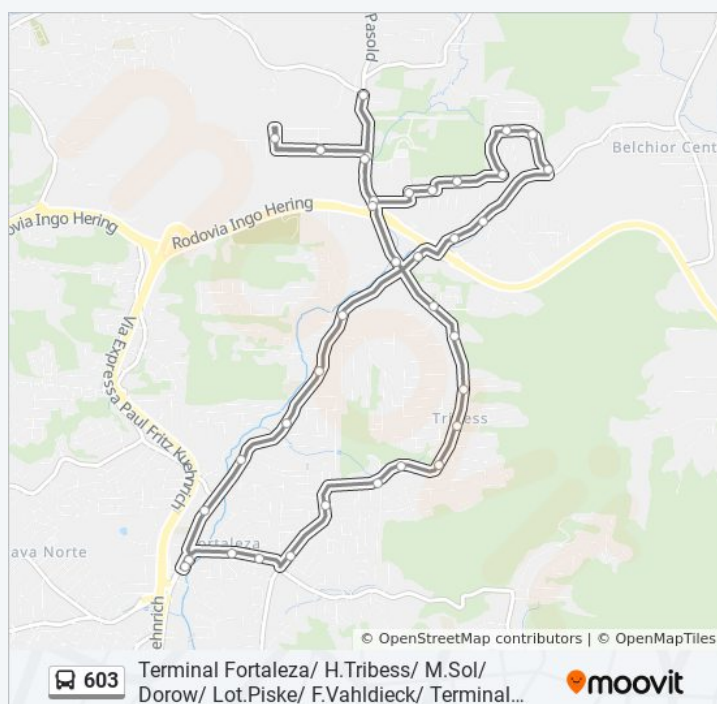 Pasold
Belchior Cent
Rodovia Ingo Hering
ovia Ingo Hering
Via Expressa Paul Fritz Kuehnrich
Tribess
Fortaleza
ava Norte
ehnrich
© OpenStreetMap contributors | © OpenMapTiles
603
Terminal Fortaleza/ H.Tribess/ M.Sol/
Dorow/ Lot.Piske/ F.Vahldieck/ Terminal...
moovit